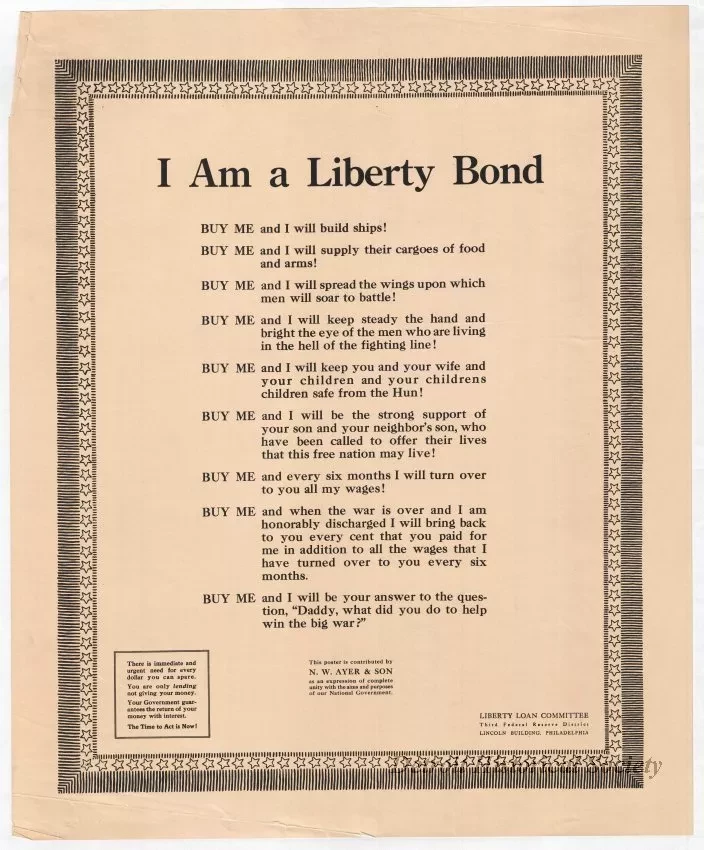 I Am a Liberty Bond
BUY ME and I will build ships!
BUY ME and I will supply their cargoes of food
and arms!
BUY ME and I will spread the wings upon which
men will soar to battle!
BUY ME and I will keep steady the hand and
bright the eye of the men who are living
in the hell of the fighting line!
BUY ME and I will keep you and your wife and
your children and your childrens
children safe from the Hun!
BUY ME and I will be the strong support of
your son and your neighbor's son, who
have been called to offer their lives
that this free nation may live!
BUY ME and every six months I will turn over
to you all my wages!
BUY ME and when the war is over and I am
honorably discharged I will bring back
to you every cent that you paid for
me in addition to all the wages that I
have turned over to you every six
months.
BUY ME and I will be your answer to the ques-
tion, "Daddy, what did you do to help
win the big war?"
There is immediate and
urgent need for every
dollar you can spare.
You are only lending
not giving your money.
Your Government guar-
antees the return of your
money with interest.
The Time to Act is Now!
This poster is contributed by
N. W. AYER & SON
as an expression of complete
unity with the aims and purposes
of our National Government.
LIBERTY LOAN COMMITTEE
Third Federal Reserve District
LINCOLN BUILDING, PHILADELPHIA
Detroit Historical Society